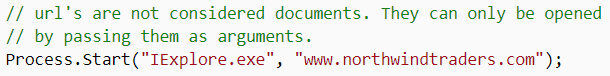 // url's are not considered documents. They can only be opened
// by passing them as arguments.
Process.Start("IExplore.exe", "www.northwindtraders.com");